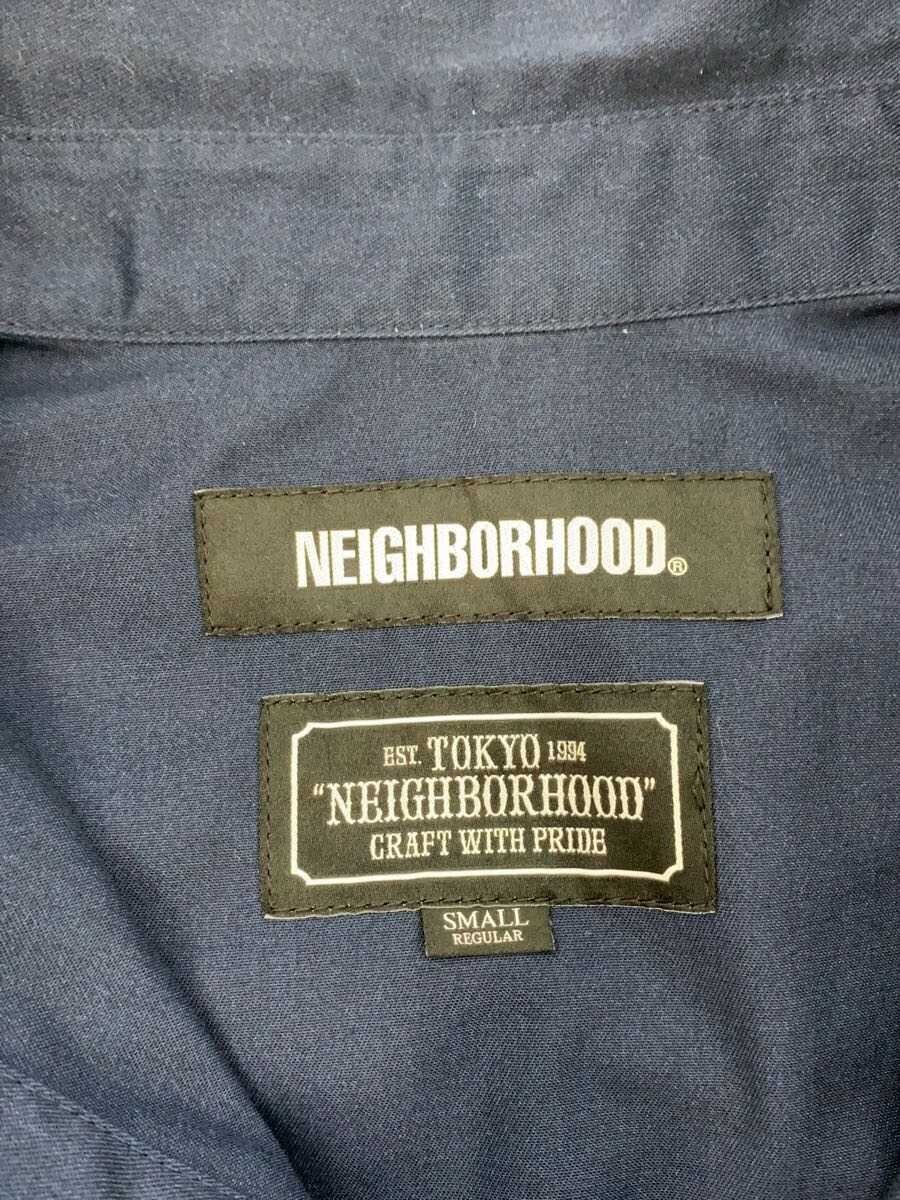 NEIGHBORHOOD®
EST. TOKYO 1994
"NEIGHBORHOOD"
CRAFT WITH PRIDE
SMALL
REGULAR